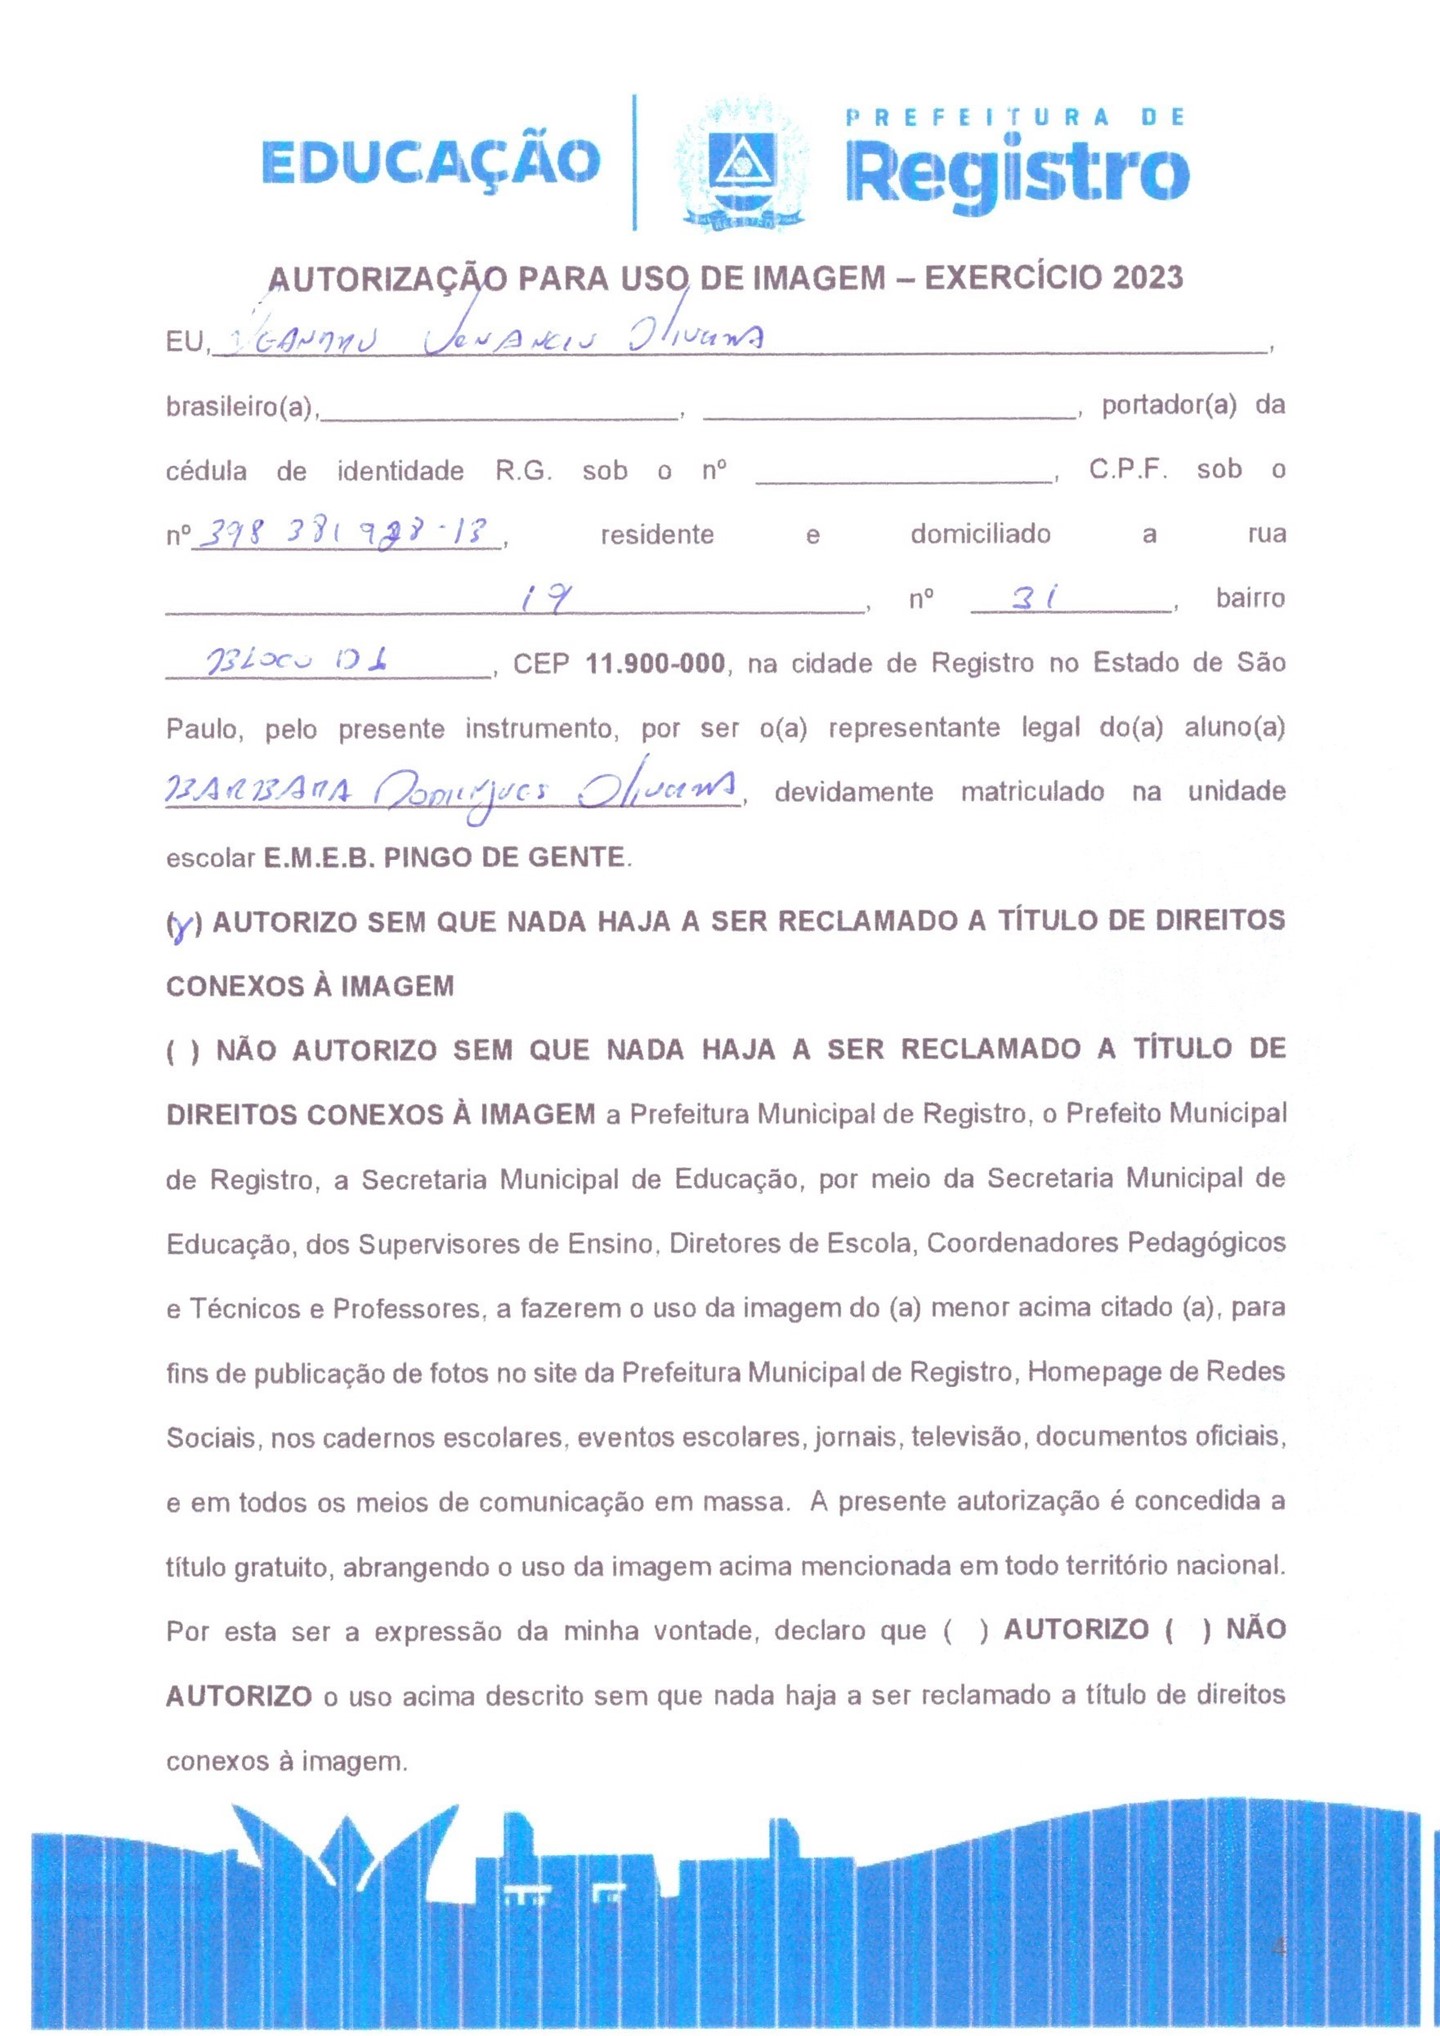 EDUCAÇÃO
PREFEITURA DE
Registro
AUTORIZAÇÃO PARA USO DE IMAGEM – EXERCÍCIO 2023
EU, Venancio Oliveira,
brasileiro(a),____________, ____________, portador(a) da
cédula de identidade R.G. sob o nº ____________, C.P.F. sob o
nº 398 381 928-13, residente e domiciliado a rua
19, nº 31, bairro
BLOCO D1, CEP 11.900-000, na cidade de Registro no Estado de São
Paulo, pelo presente instrumento, por ser o(a) representante legal do(a) aluno(a)
BARBARA Domingues Oliveira, devidamente matriculado na unidade
escolar E.M.E.B. PINGO DE GENTE.
(x) AUTORIZO SEM QUE NADA HAJA A SER RECLAMADO A TÍTULO DE DIREITOS
CONEXOS À IMAGEM
( ) NÃO AUTORIZO SEM QUE NADA HAJA A SER RECLAMADO A TÍTULO DE
DIREITOS CONEXOS À IMAGEM a Prefeitura Municipal de Registro, o Prefeito Municipal
de Registro, a Secretaria Municipal de Educação, por meio da Secretaria Municipal de
Educação, dos Supervisores de Ensino, Diretores de Escola, Coordenadores Pedagógicos
e Técnicos e Professores, a fazerem o uso da imagem do (a) menor acima citado (a), para
fins de publicação de fotos no site da Prefeitura Municipal de Registro, Homepage de Redes
Sociais, nos cadernos escolares, eventos escolares, jornais, televisão, documentos oficiais,
e em todos os meios de comunicação em massa. A presente autorização é concedida a
título gratuito, abrangendo o uso da imagem acima mencionada em todo território nacional.
Por esta ser a expressão da minha vontade, declaro que ( ) AUTORIZO ( ) NÃO
AUTORIZO o uso acima descrito sem que nada haja a ser reclamado a título de direitos
conexos à imagem.